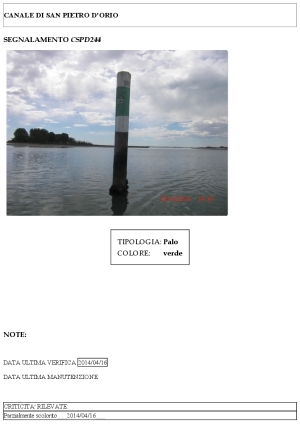 CANALE DI SAN PIETRO D'ORIO
SEGNALAMENTO CSPD244
TIPOLOGIA: Palo
COLORE: verde
NOTE:
DATA ULTIMA VERIFICA 2014/04/16
DATA ULTIMA MANUTENZIONE
CRITICITA' RILEVATE
Parzialmente scolorito 2014/04/16